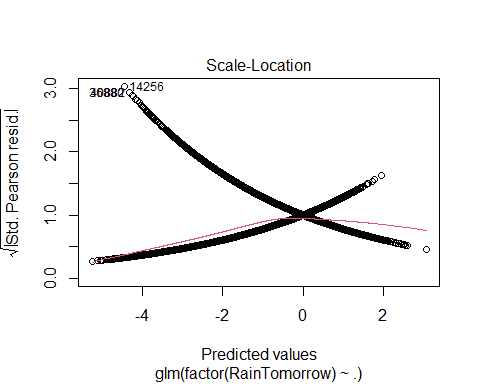 Scale-Location
√|Std. Pearson resid.|
3.0
2.0
1.0
0.0
14256
-4
-2
0
2
Predicted values
glm(factor(RainTomorrow) ~ .)